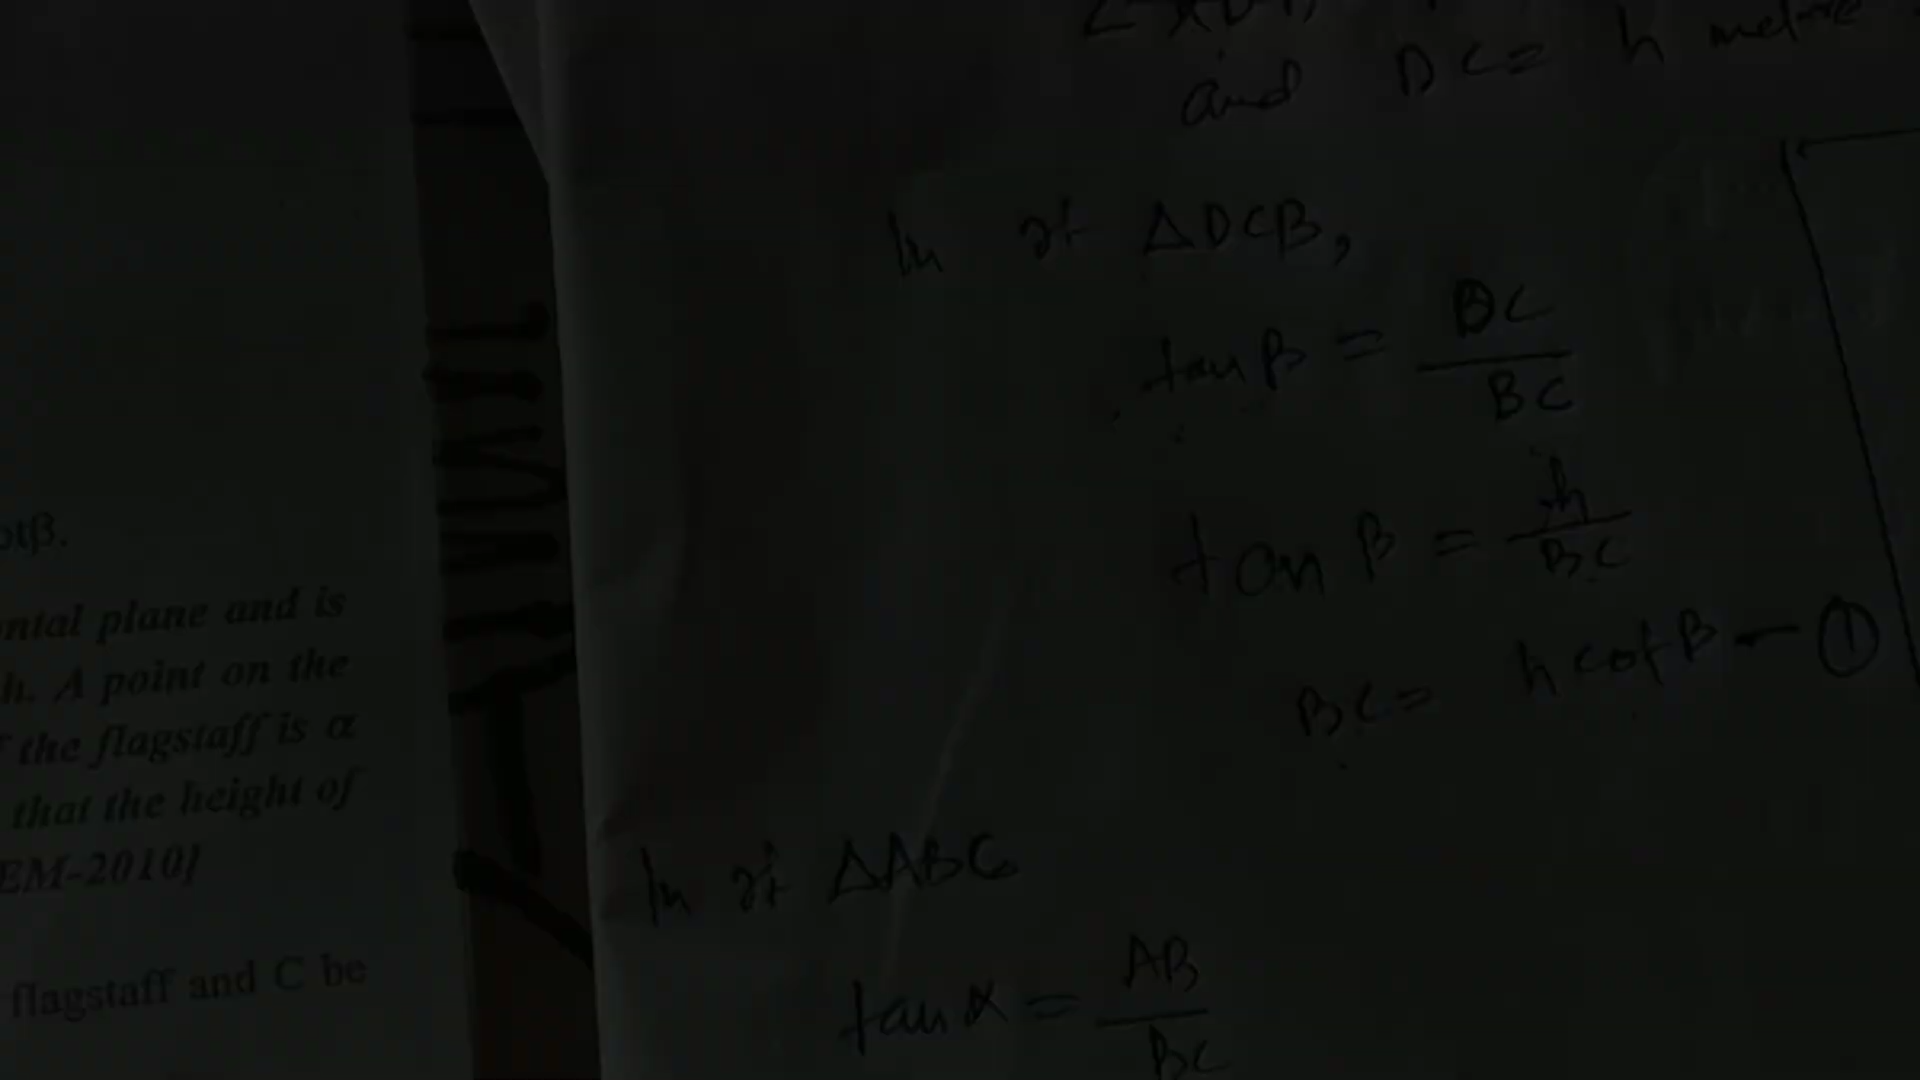 otβ.
ntal plane and is
h. A point on the
the flagstaff is α
that the height of
EM-2010]
flagstaff and C be
and DC = h metre
In rt ΔDCB,
tan β = DC / BC
tan β = h / BC
BC = h cot β — ①
In rt ΔABC
tan α = AB / BC